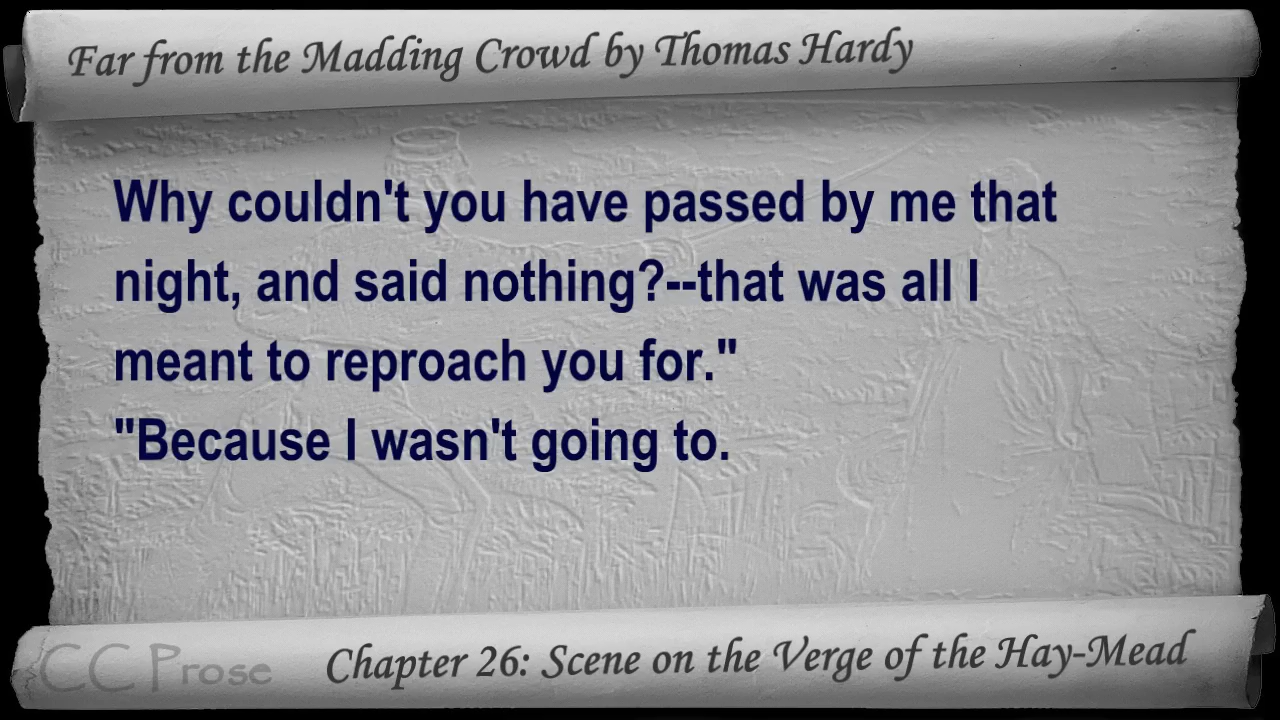 Far from the Madding Crowd by Thomas Hardy
Why couldn't you have passed by me that
night, and said nothing?--that was all I
meant to reproach you for."
"Because I wasn't going to.
CC Prose
Chapter 26: Scene on the Verge of the Hay-Mead